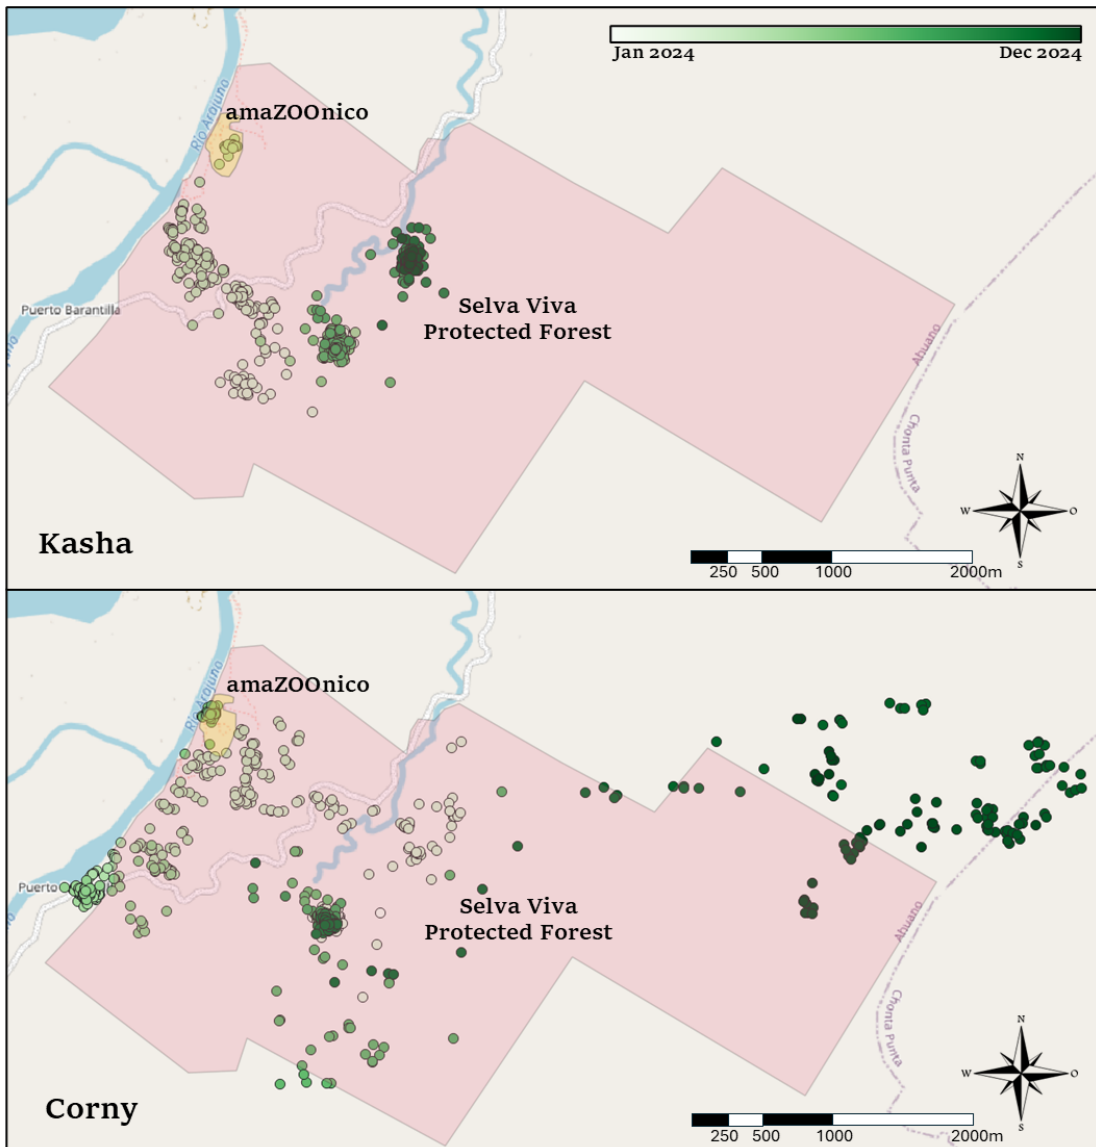 Jan 2024
Dec 2024
amaZOOnico
Río Arajuno
Puerto Barantilla
Selva Viva
Protected Forest
Ahuano
Chonta Punta
Kasha
N
W
O
S
250
500
1000
2000m
amaZOOnico
Río Arajuno
Puerto
Selva Viva
Protected Forest
Ahuano
Chonta Punta
Corny
N
W
O
S
250
500
1000
2000m